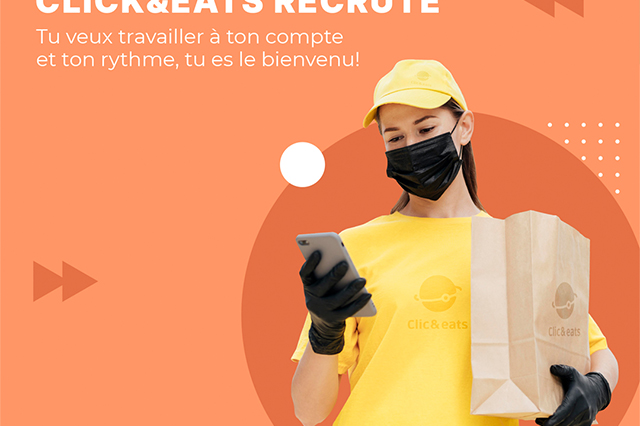 CLICK&EATS RECRUTE
Tu veux travailler à ton compte
et ton rythme, tu es le bienvenu!
Clic&eats
Clic&eats